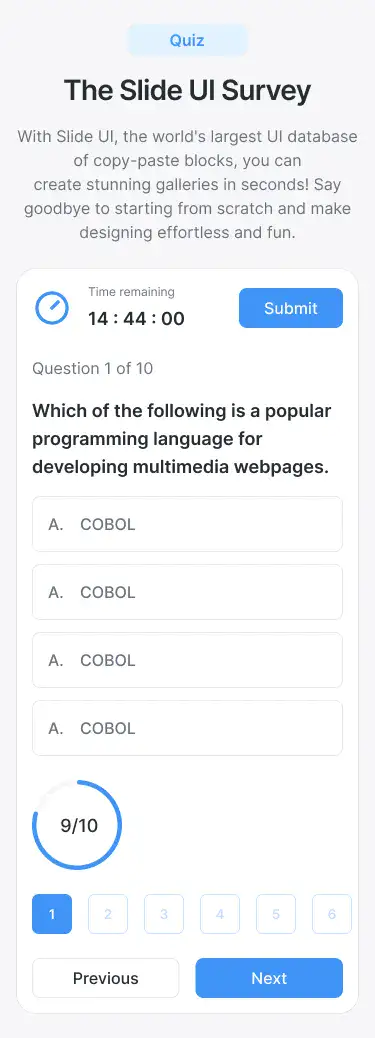 Quiz
The Slide UI Survey
With Slide UI, the world's largest UI database
of copy-paste blocks, you can
create stunning galleries in seconds! Say
goodbye to starting from scratch and make
designing effortless and fun.
Time remaining
14 : 44 : 00
Submit
Question 1 of 10
Which of the following is a popular
programming language for
developing multimedia webpages.
A. COBOL
A. COBOL
A. COBOL
A. COBOL
9/10
1 2 3 4 5 6
Previous Next